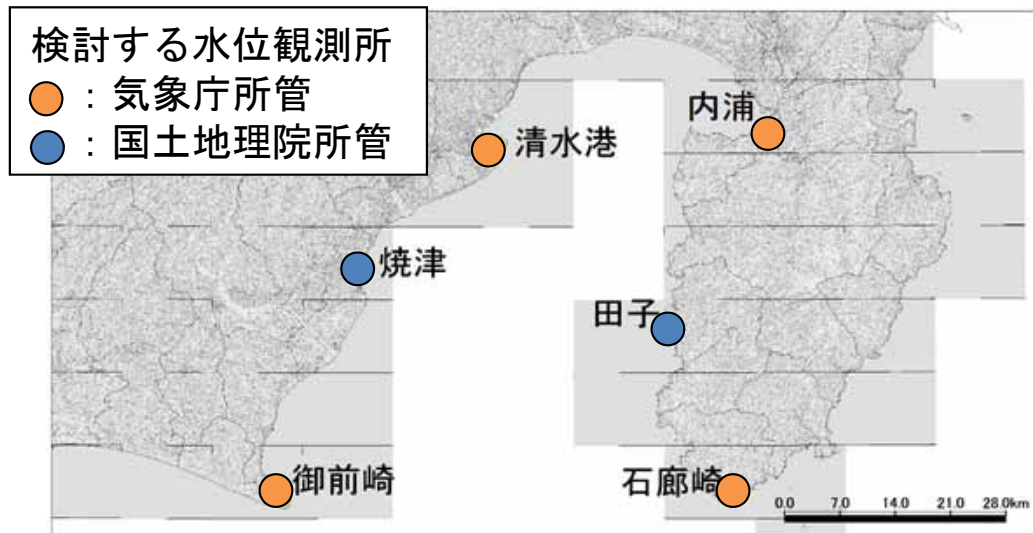 検討する水位観測所
：気象庁所管
：国土地理院所管
内浦
清水港
焼津
田子
御前崎
石廊崎
0.0 7.0 14.0 21.0 28.0km